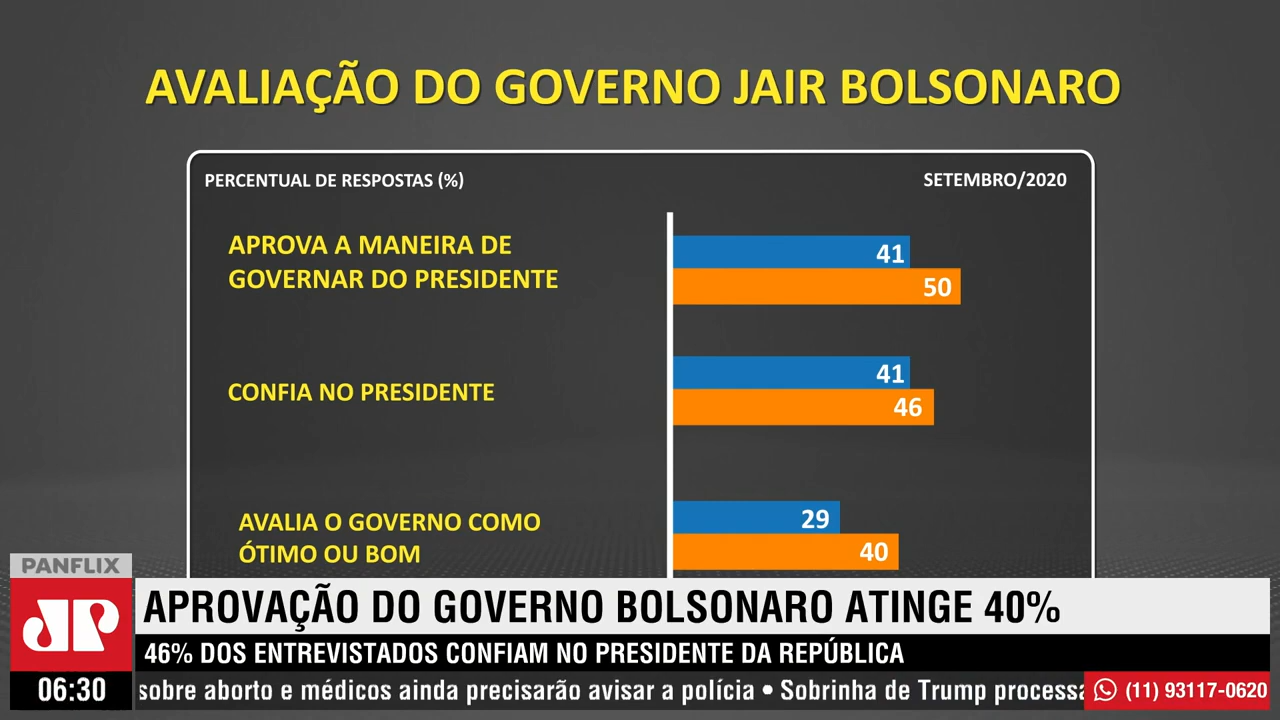 AVALIAÇÃO DO GOVERNO JAIR BOLSONARO
PERCENTUAL DE RESPOSTAS (%)
SETEMBRO/2020
APROVA A MANEIRA DE
GOVERNAR DO PRESIDENTE
41
50
CONFIA NO PRESIDENTE
41
46
AVALIA O GOVERNO COMO
ÓTIMO OU BOM
29
40
PANFLIX
JP
APROVAÇÃO DO GOVERNO BOLSONARO ATINGE 40%
46% DOS ENTREVISTADOS CONFIAM NO PRESIDENTE DA REPÚBLICA
06:30
sobre aborto e médicos ainda precisarão avisar a polícia • Sobrinha de Trump processa
(11) 93117-0620